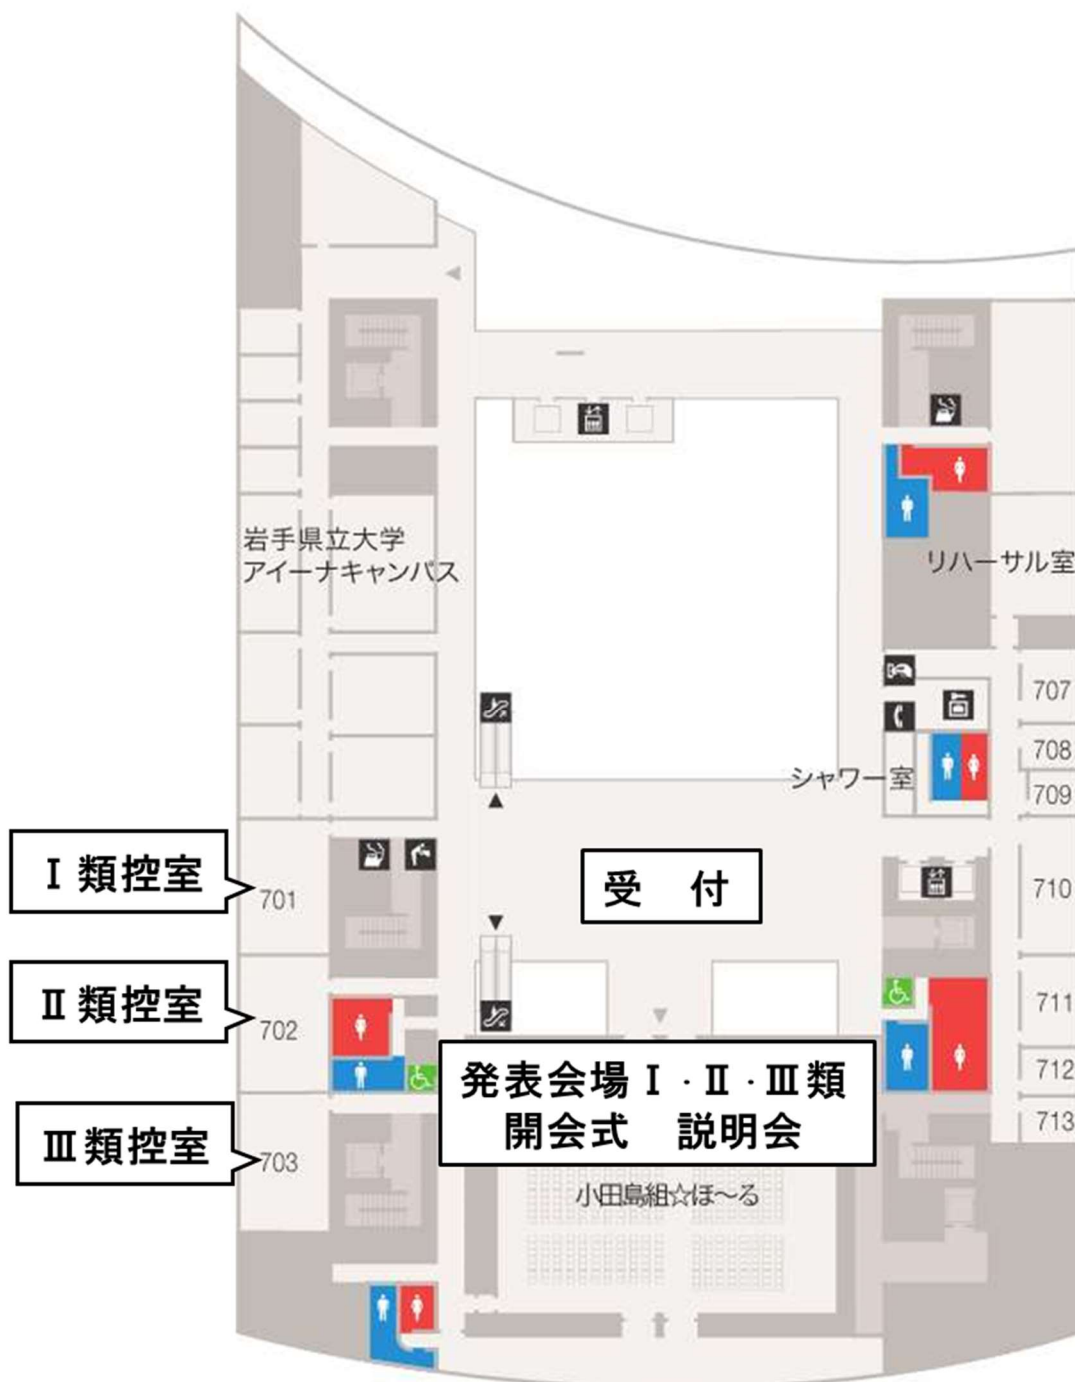 岩手県立大学
アイーナキャンパス
リハーサル室
707
708
シャワー室
709
Ⅰ類控室
701
受　付
710
Ⅱ類控室
702
711
発表会場Ⅰ・Ⅱ・Ⅲ類
開会式　説明会
712
713
Ⅲ類控室
703
小田島組☆ほ～る